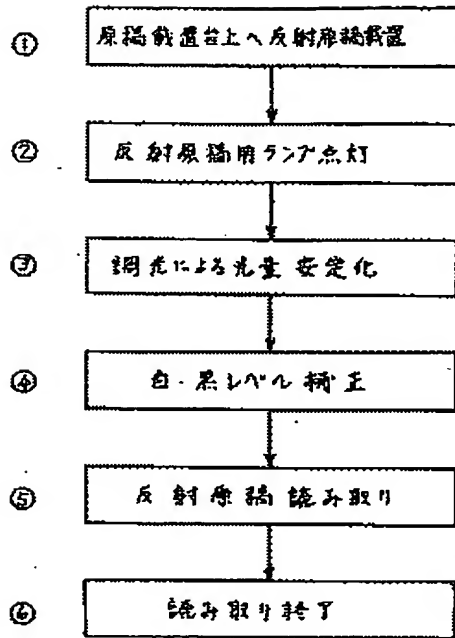 ① 原稿載置台上へ反射原稿載置
② 反射原稿用ランプ点灯
③ 調光による光量安定化
④ 白・黒レベル補正
⑤ 反射原稿読み取り
⑥ 読み取り終了